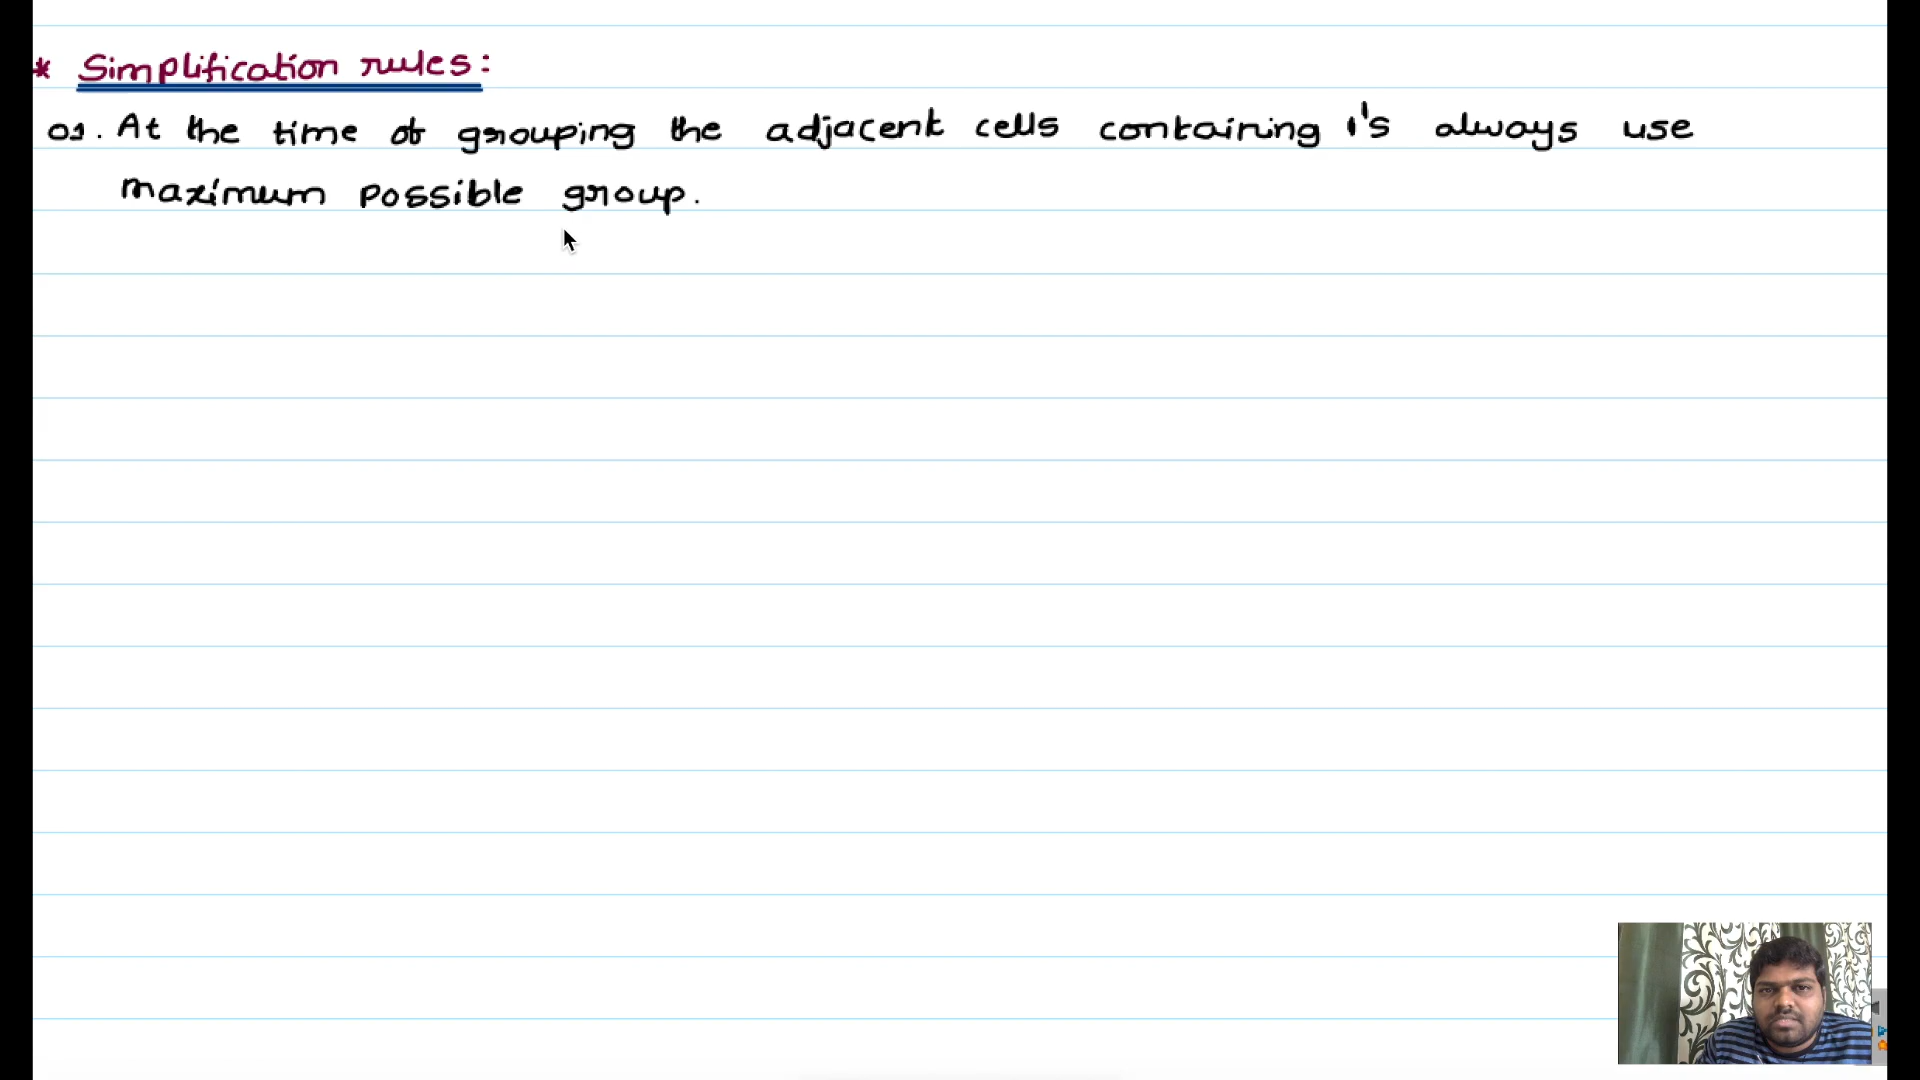 * Simplification rules:
01. At the time of grouping the adjacent cells containing 1's always use
maximum possible group.